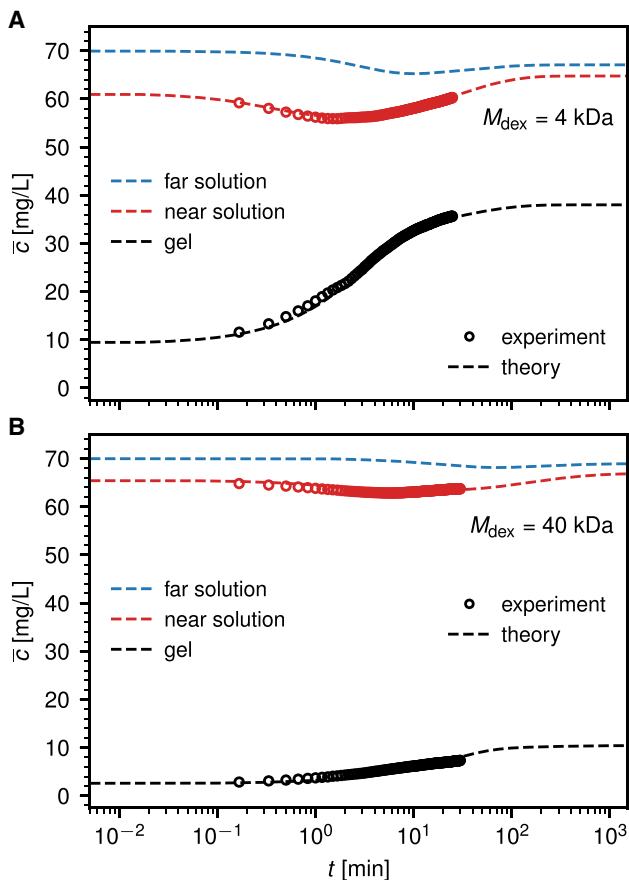 A
70
60
50
40
30
20
10
0
c̅ [mg/L]
M_dex = 4 kDa
far solution
near solution
gel
experiment
theory
B
70
60
50
40
30
20
10
0
c̅ [mg/L]
M_dex = 40 kDa
far solution
near solution
gel
experiment
theory
10⁻² 10⁻¹ 10⁰ 10¹ 10² 10³
t [min]